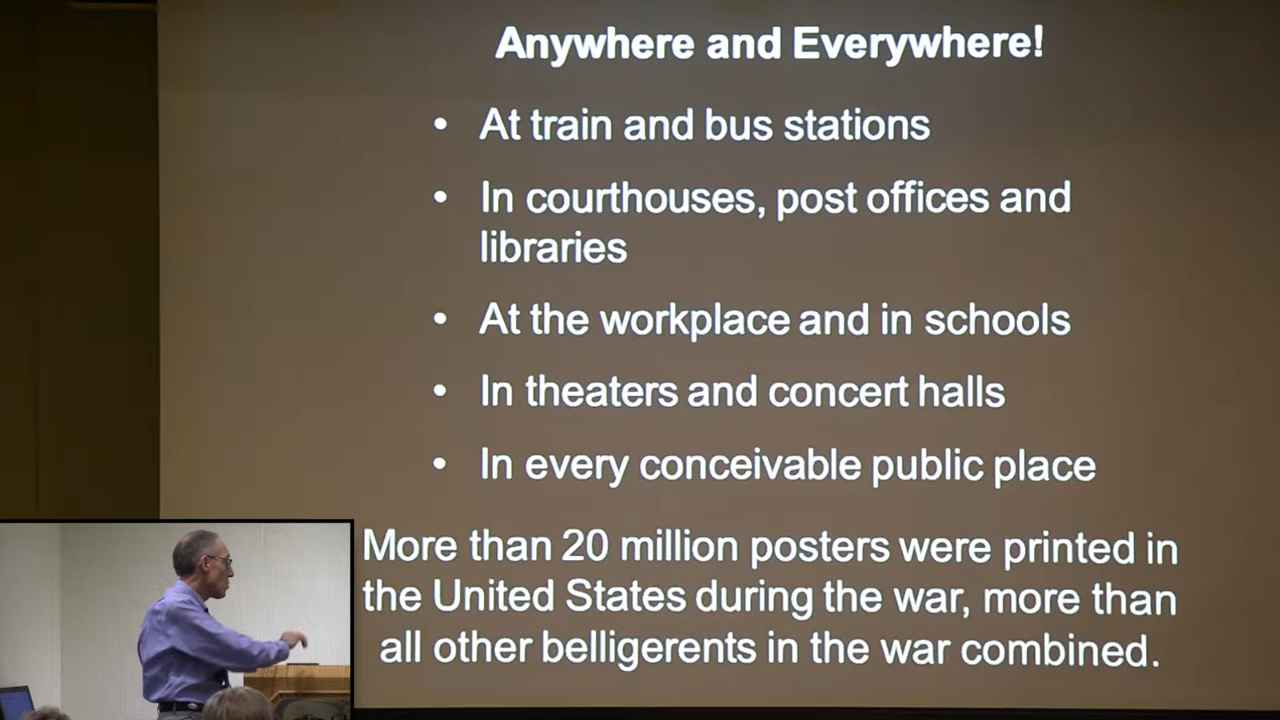 Anywhere and Everywhere!
• At train and bus stations
• In courthouses, post offices and
libraries
• At the workplace and in schools
• In theaters and concert halls
• In every conceivable public place
More than 20 million posters were printed in
the United States during the war, more than
all other belligerents in the war combined.